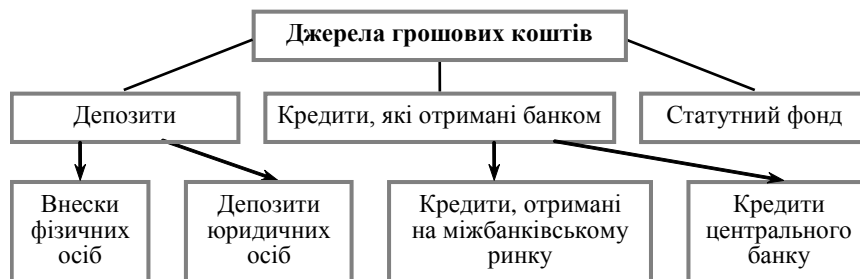 Джерела грошових коштів
Депозити
Кредити, які отримані банком
Статутний фонд
Внески
фізичних
осіб
Депозити
юридичних
осіб
Кредити, отримані
на міжбанківському
ринку
Кредити
центрального
банку